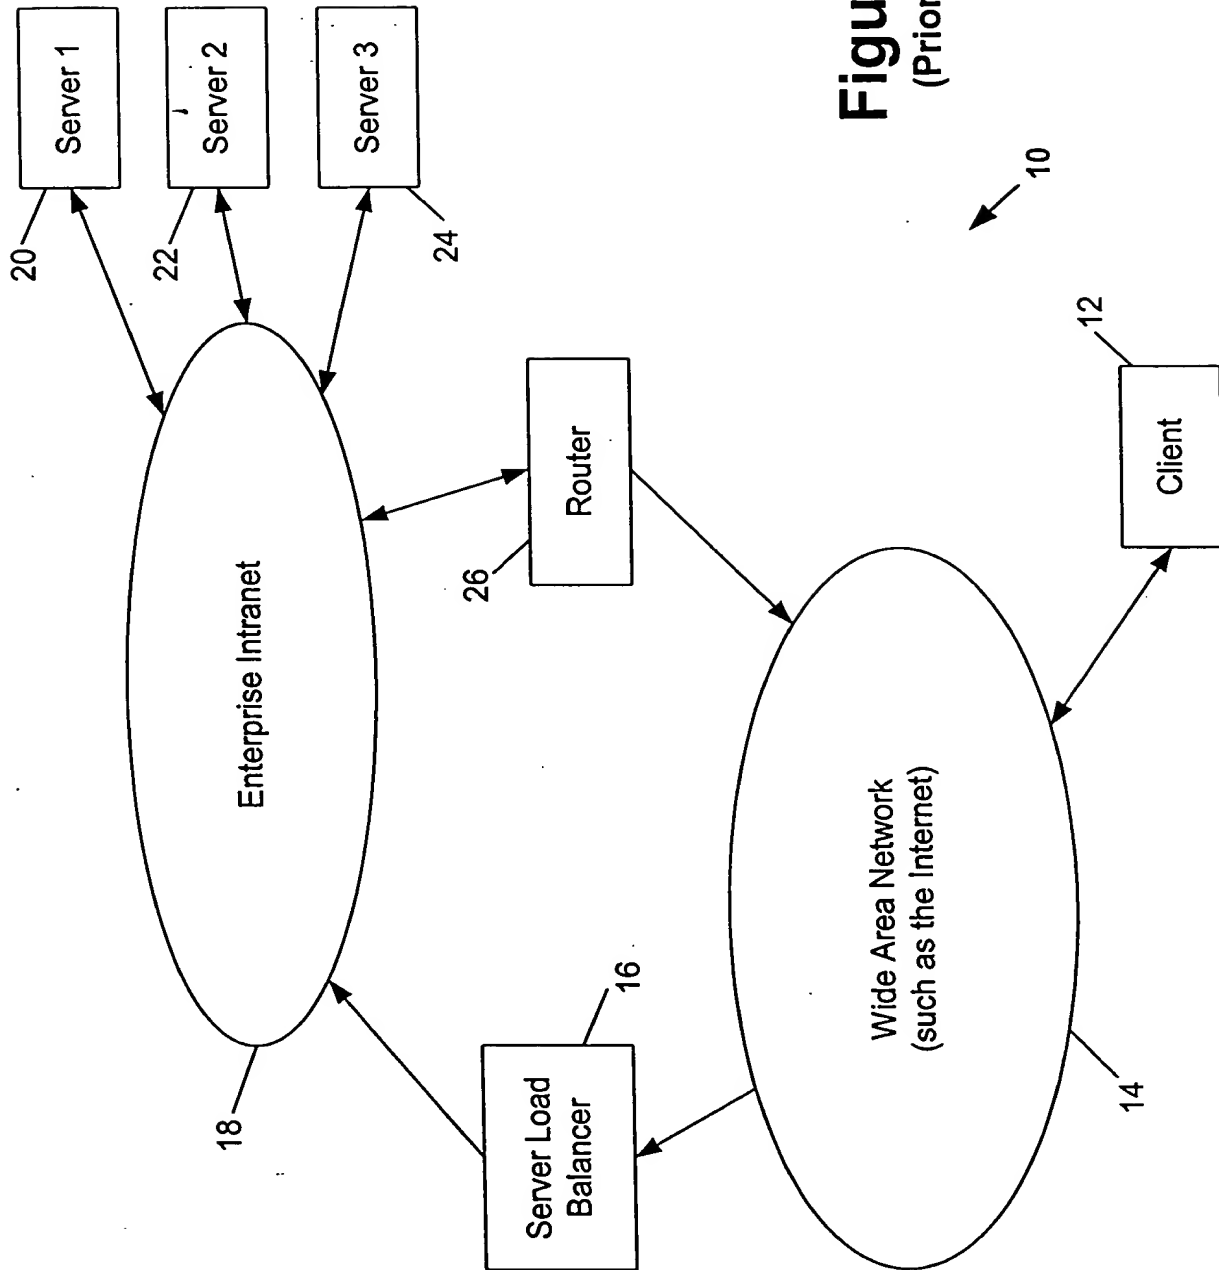 20
Server 1
22
Server 2
18
Enterprise Intranet
Server 3
24
26
Server Load
Balancer
Router
16
Wide Area Network
(such as the Internet)
Figu
(Prior
10
12
14
Client